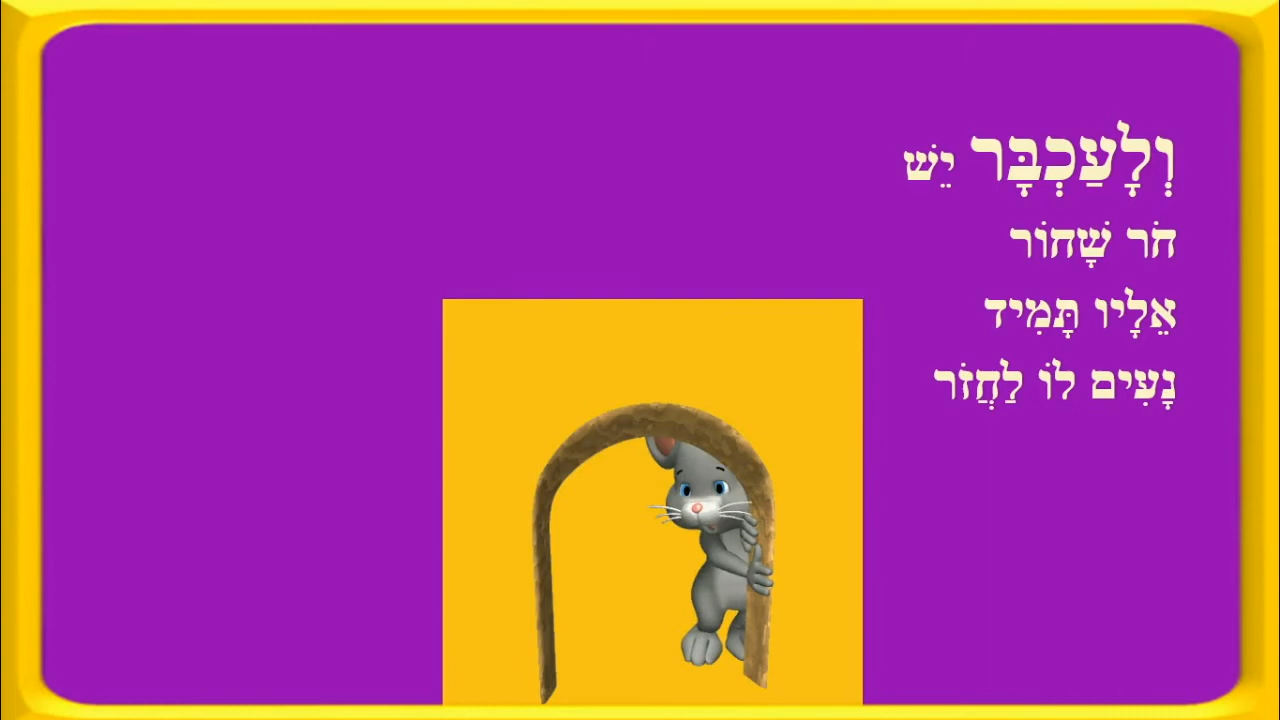 וְלָעַכְבָּר יֵשׁ
חֹר שָׁחוֹר
אֵלָיו תָּמִיד
נָעִים לוֹ לַחֲזֹר